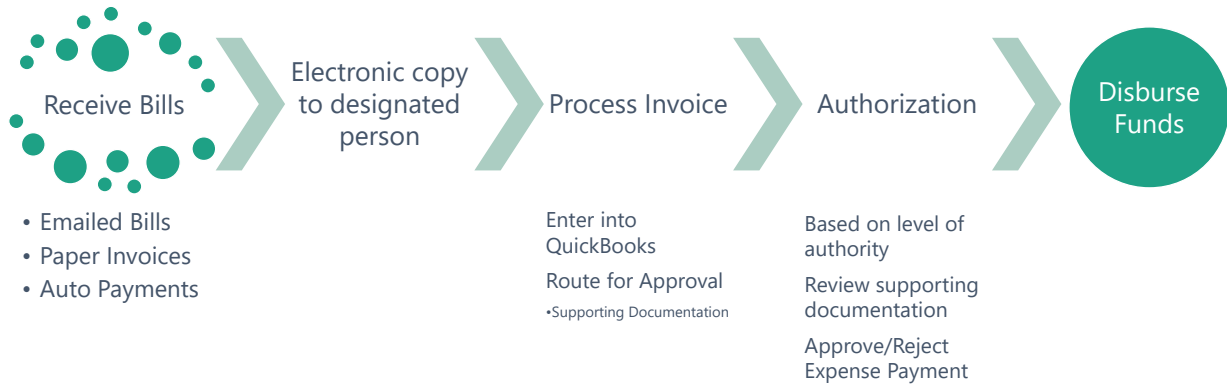 Receive Bills
• Emailed Bills
• Paper Invoices
• Auto Payments
Electronic copy
to designated
person
Process Invoice
Enter into
QuickBooks
Route for Approval
•Supporting Documentation
Authorization
Based on level of
authority
Review supporting
documentation
Approve/Reject
Expense Payment
Disburse
Funds